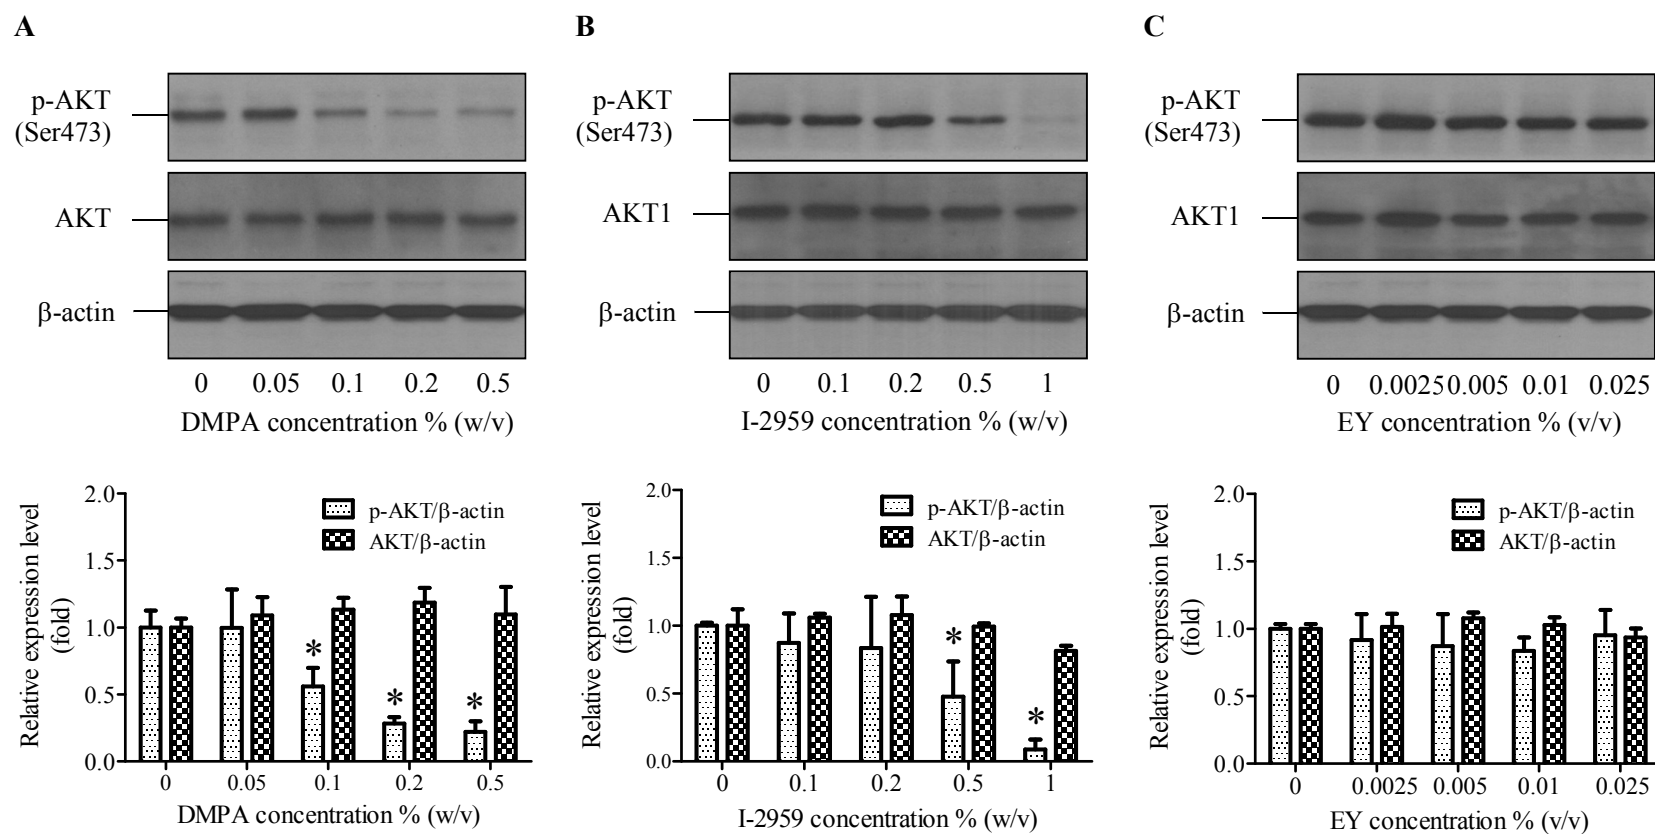 A
p-AKT
(Ser473)
AKT
β-actin
0 0.05 0.1 0.2 0.5
DMPA concentration % (w/v)
B
p-AKT
(Ser473)
AKT1
β-actin
0 0.1 0.2 0.5 1
I-2959 concentration % (w/v)
C
p-AKT
(Ser473)
AKT1
β-actin
0 0.0025 0.005 0.01 0.025
EY concentration % (v/v)
Relative expression level
(fold)
2.0
1.5
1.0
0.5
0.0
p-AKT/β-actin
AKT/β-actin
*
*
*
0 0.05 0.1 0.2 0.5
DMPA concentration % (w/v)
Relative expression level
(fold)
2.0
1.5
1.0
0.5
0.0
p-AKT/β-actin
AKT/β-actin
*
*
0 0.1 0.2 0.5 1
I-2959 concentration % (w/v)
Relative expression level
(fold)
2.0
1.5
1.0
0.5
0.0
p-AKT/β-actin
AKT/β-actin
0 0.0025 0.005 0.01 0.025
EY concentration % (v/v)